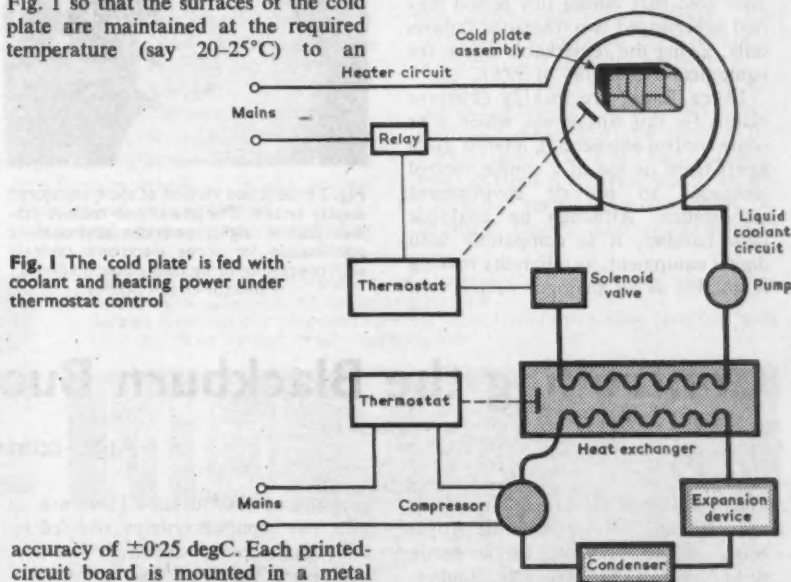 Fig. 1 so that the surfaces of the cold
plate are maintained at the required
temperature (say 20–25°C) to an
Cold plate
assembly
Heater circuit
Mains
Relay
Liquid
coolant
circuit
Fig. 1 The 'cold plate' is fed with
coolant and heating power under
thermostat control
Thermostat
Solenoid
valve
Pump
Thermostat
Heat exchanger
Mains
Compressor
Expansion
device
Condenser
accuracy of ±0·25 degC. Each printed-
circuit board is mounted in a metal